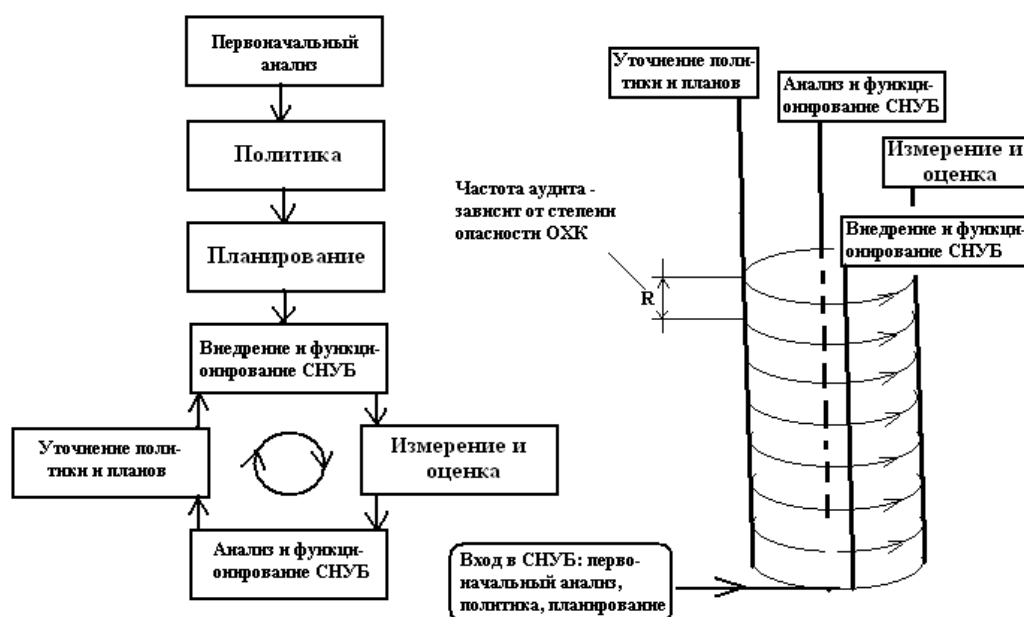 Первоначальный
анализ
Политика
Планирование
Внедрение и функци-
онирование СНУБ
Уточнение поли-
тики и планов
Измерение и
оценка
Анализ и функци-
онирование СНУБ
Уточнение поли-
тики и планов
Анализ и функци-
онирование СНУБ
Измерение и
оценка
Внедрение и функци-
онирование СНУБ
Частота аудита -
зависит от степени
опасности ОХК
R
Вход в СНУБ: перво-
начальный анализ,
политика, планирование